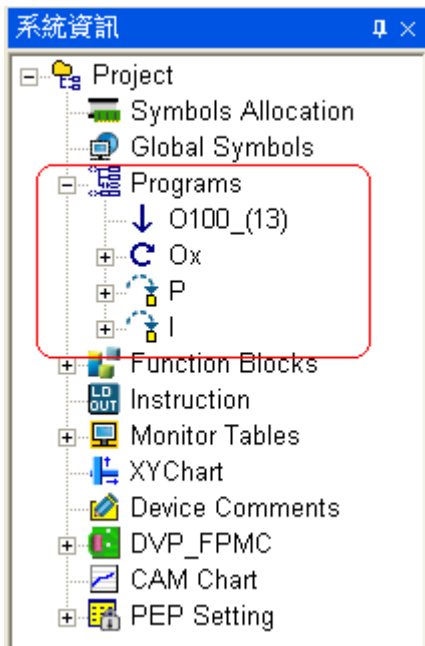 系統資訊
Project
Symbols Allocation
Global Symbols
Programs
O100_(13)
Ox
P
I
Function Blocks
LD
OUT
Instruction
Monitor Tables
XYChart
Device Comments
DVP_FPMC
CAM Chart
PEP Setting